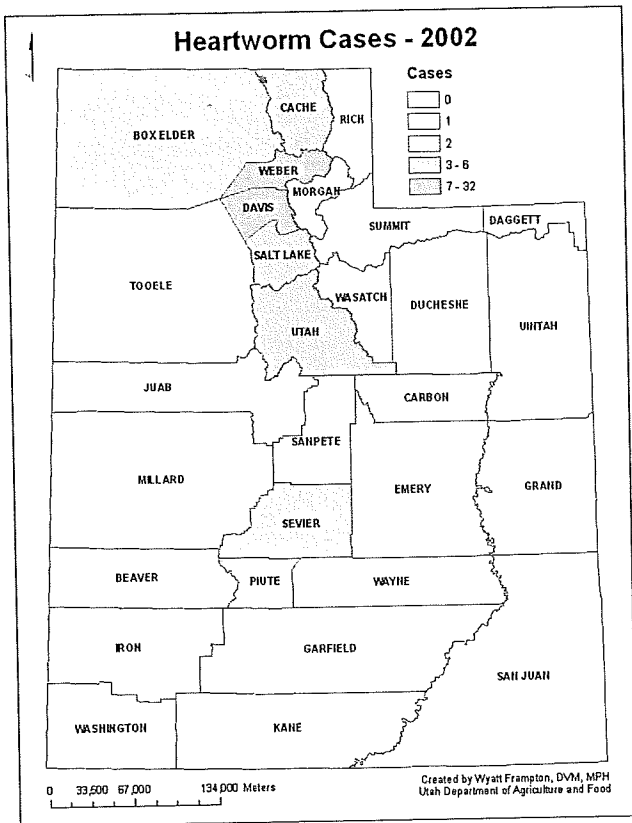 Heartworm Cases - 2002
Cases
0
1
2
3 - 6
7 - 32
BOX ELDER
CACHE
RICH
WEBER
MORGAN
DAVIS
SUMMIT
DAGGETT
SALT LAKE
TOOELE
WASATCH
DUCHESHE
UINTAH
UTAH
JUAB
CARBON
SANPETE
MILLARD
EMERY
GRAND
SEVIER
BEAVER
PIUTE
WAYNE
IRON
GARFIELD
SAN JUAN
WASHINGTON
KANE
0 33,500 67,000 134,000 Meters
Created by Wyatt Frampton, DVM, MPH
Utah Department of Agriculture and Food